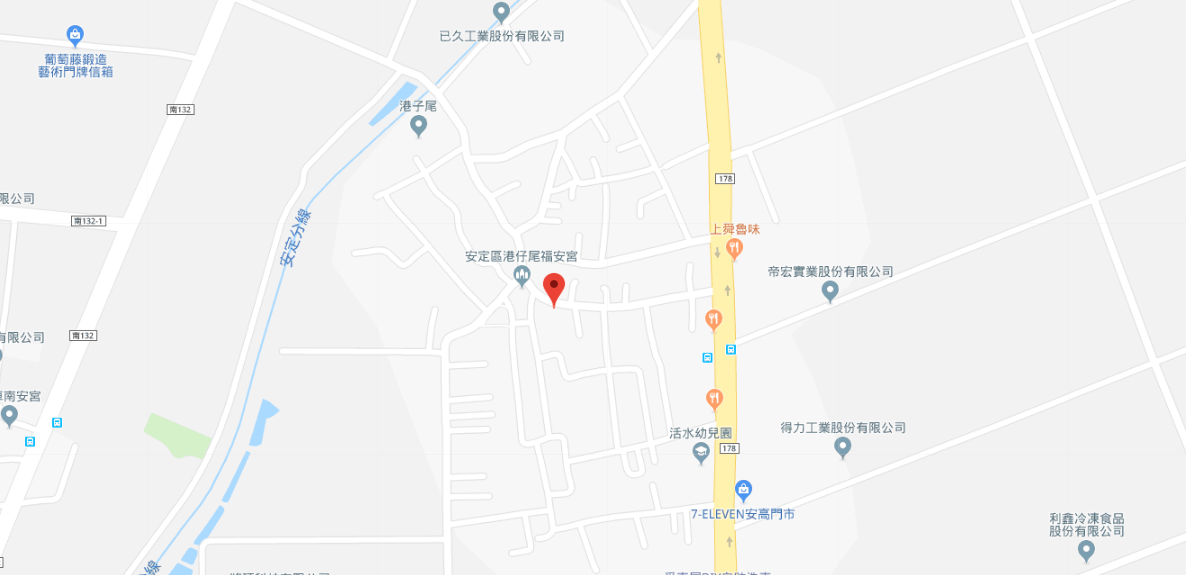 已久工業股份有限公司
葡萄藤鍛造
藝術門牌信箱
港子尾
南132
178
限公司
南132-1
安定分線
上舜魯味
安定區港仔尾福安宮
帝宏實業股份有限公司
南132
有限公司
南安宮
得力工業股份有限公司
活水幼兒園
178
7-ELEVEN安高門市
利鑫冷凍食品
股份有限公司